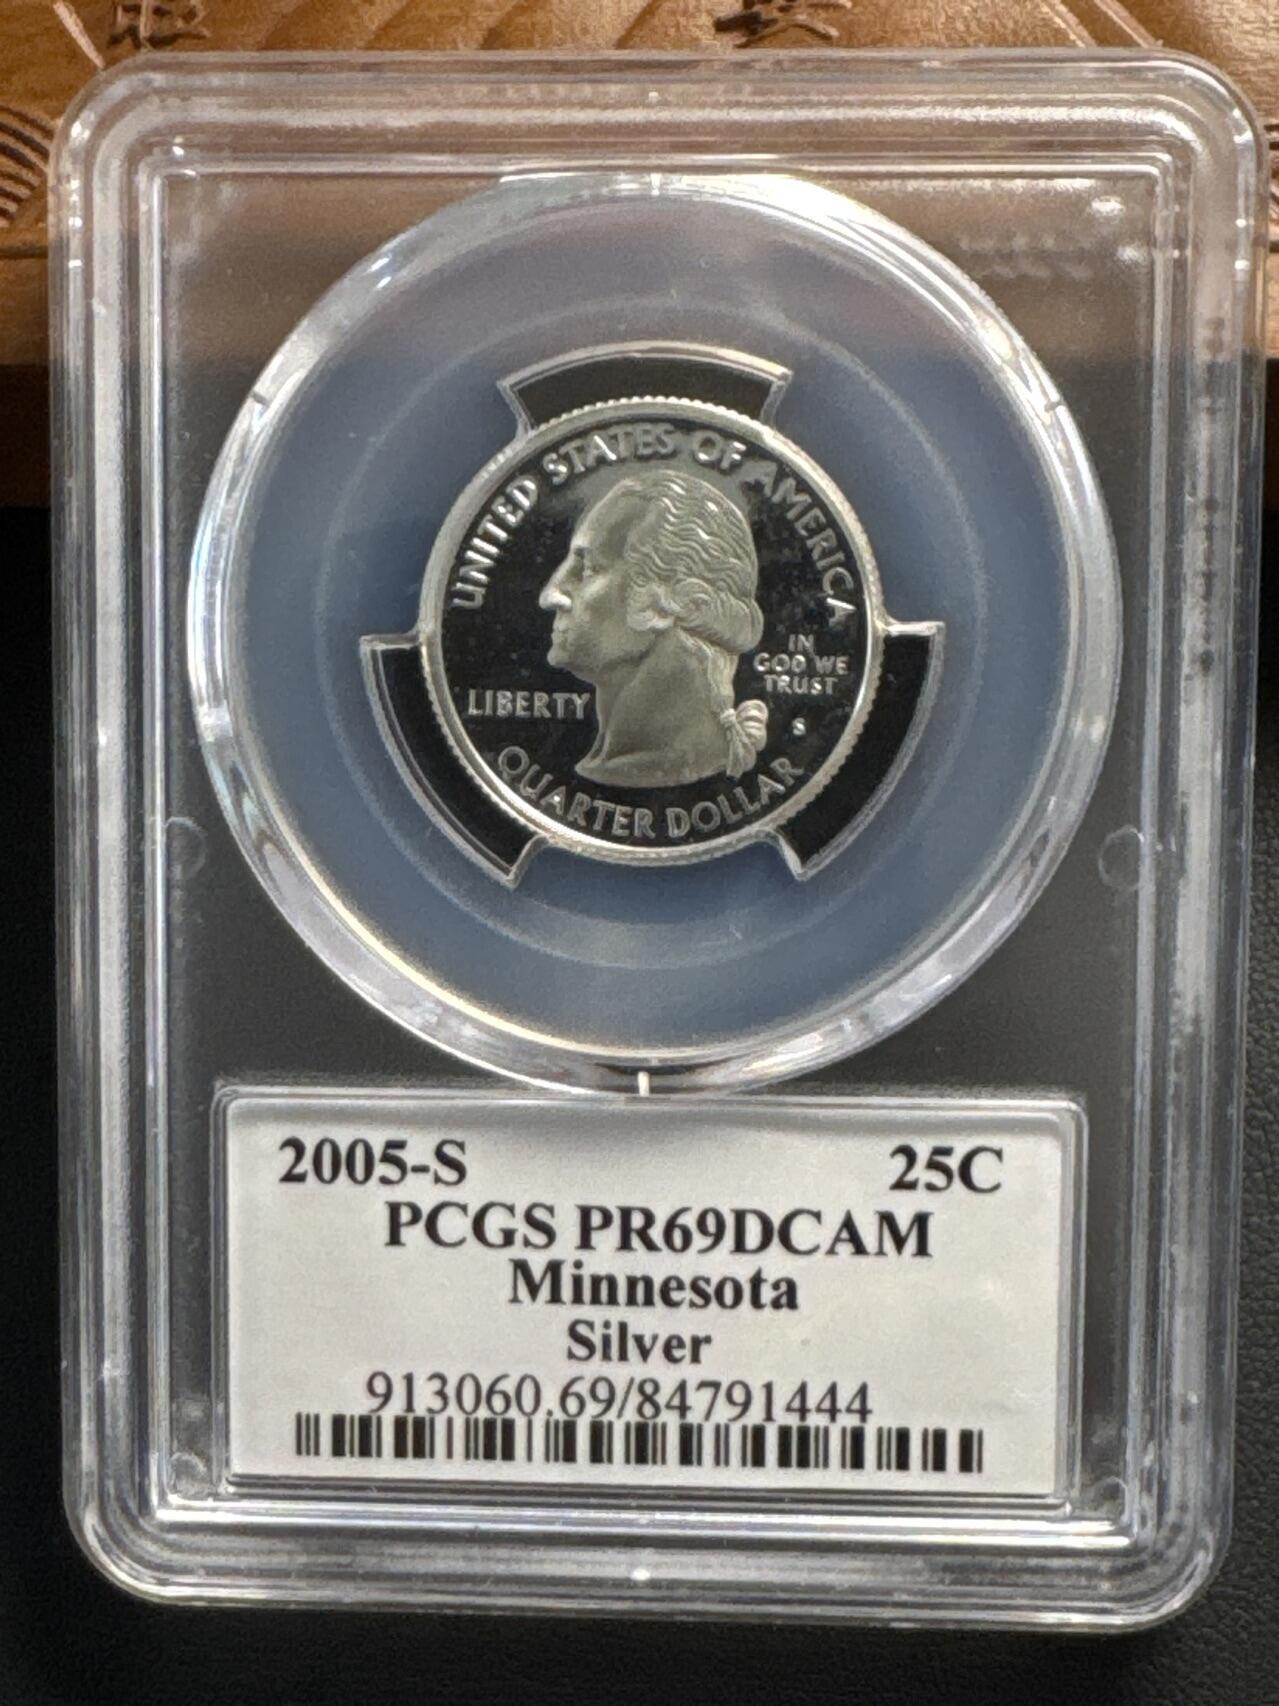 UNITED STATES OF AMERICA
IN
GOD WE
TRUST
LIBERTY
S
QUARTER DOLLAR
2005-S 25C
PCGS PR69DCAM
Minnesota
Silver
913060.69/84791444